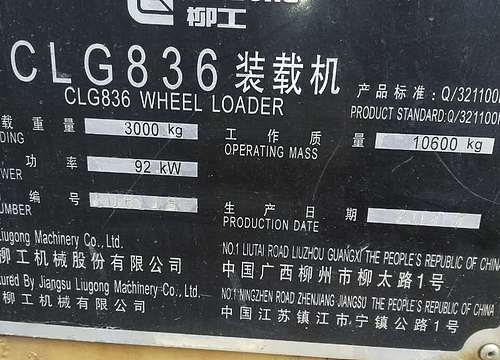 柳工
CLG836 装载机
CLG836 WHEEL LOADER
产品标准:Q/321100
PRODUCT STANDARD:Q/321100
载重量 3000 kg
DING
工作质量 10600 kg
OPERATING MASS
功率 92 kW
WER
编号
UMBER
生产日期
PRODUCTION DATE
iugong Machinery Co., Ltd.
柳工机械股份有限公司
NO.1 LIUTAI ROAD LIUZHOU GUANGXI THE PEOPLE'S REPUBLIC OF CHINA
中国广西柳州市柳太路1号
ured By Jiangsu Liugong Machinery Co., Ltd.
柳工机械有限公司
NO.1 NINGZHEN ROAD ZHENJIANG JIANGSU THE PEOPLE'S REPUBLIC OF CHINA
中国江苏镇江市宁镇公路1号